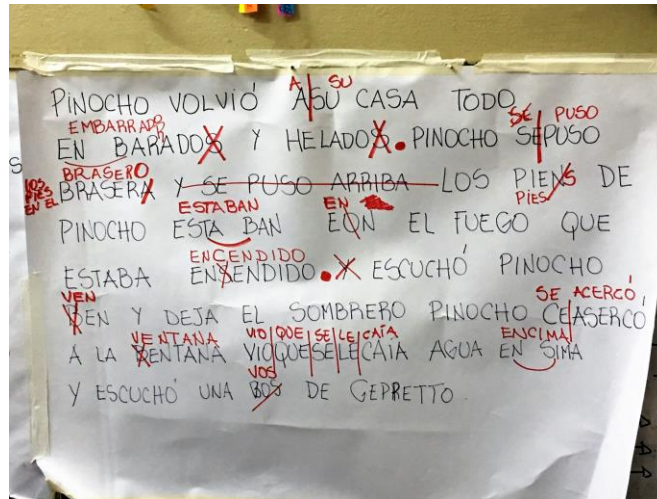 A SU
PINOCHO VOLVIÓ ASU CASA TODO
EMBARRADO SE PUSO
EN BARADOS Y HELADOS. PINOCHO SEPUSO
BRASERO
LOS PIES EN EL BRASERA Y SE PUSO ARRIBA LOS PIENS DE
ESTABAN EN PIES
PINOCHO ESTA BAN EON EL FUEGO QUE
ENCENDIDO
ESTABA ENSENDIDO. Y ESCUCHÓ PINOCHO
VEN SE ACERCÓ
BEN Y DEJA EL SOMBRERO PINOCHO CEASERCÓ
VENTANA VIO QUE SE LE CAÍA ENCIMA
A LA BENTANA VIOQUESELECAIA AGUA EN SIMA
VOS
Y ESCUCHÓ UNA BOS DE GEPRETTO.